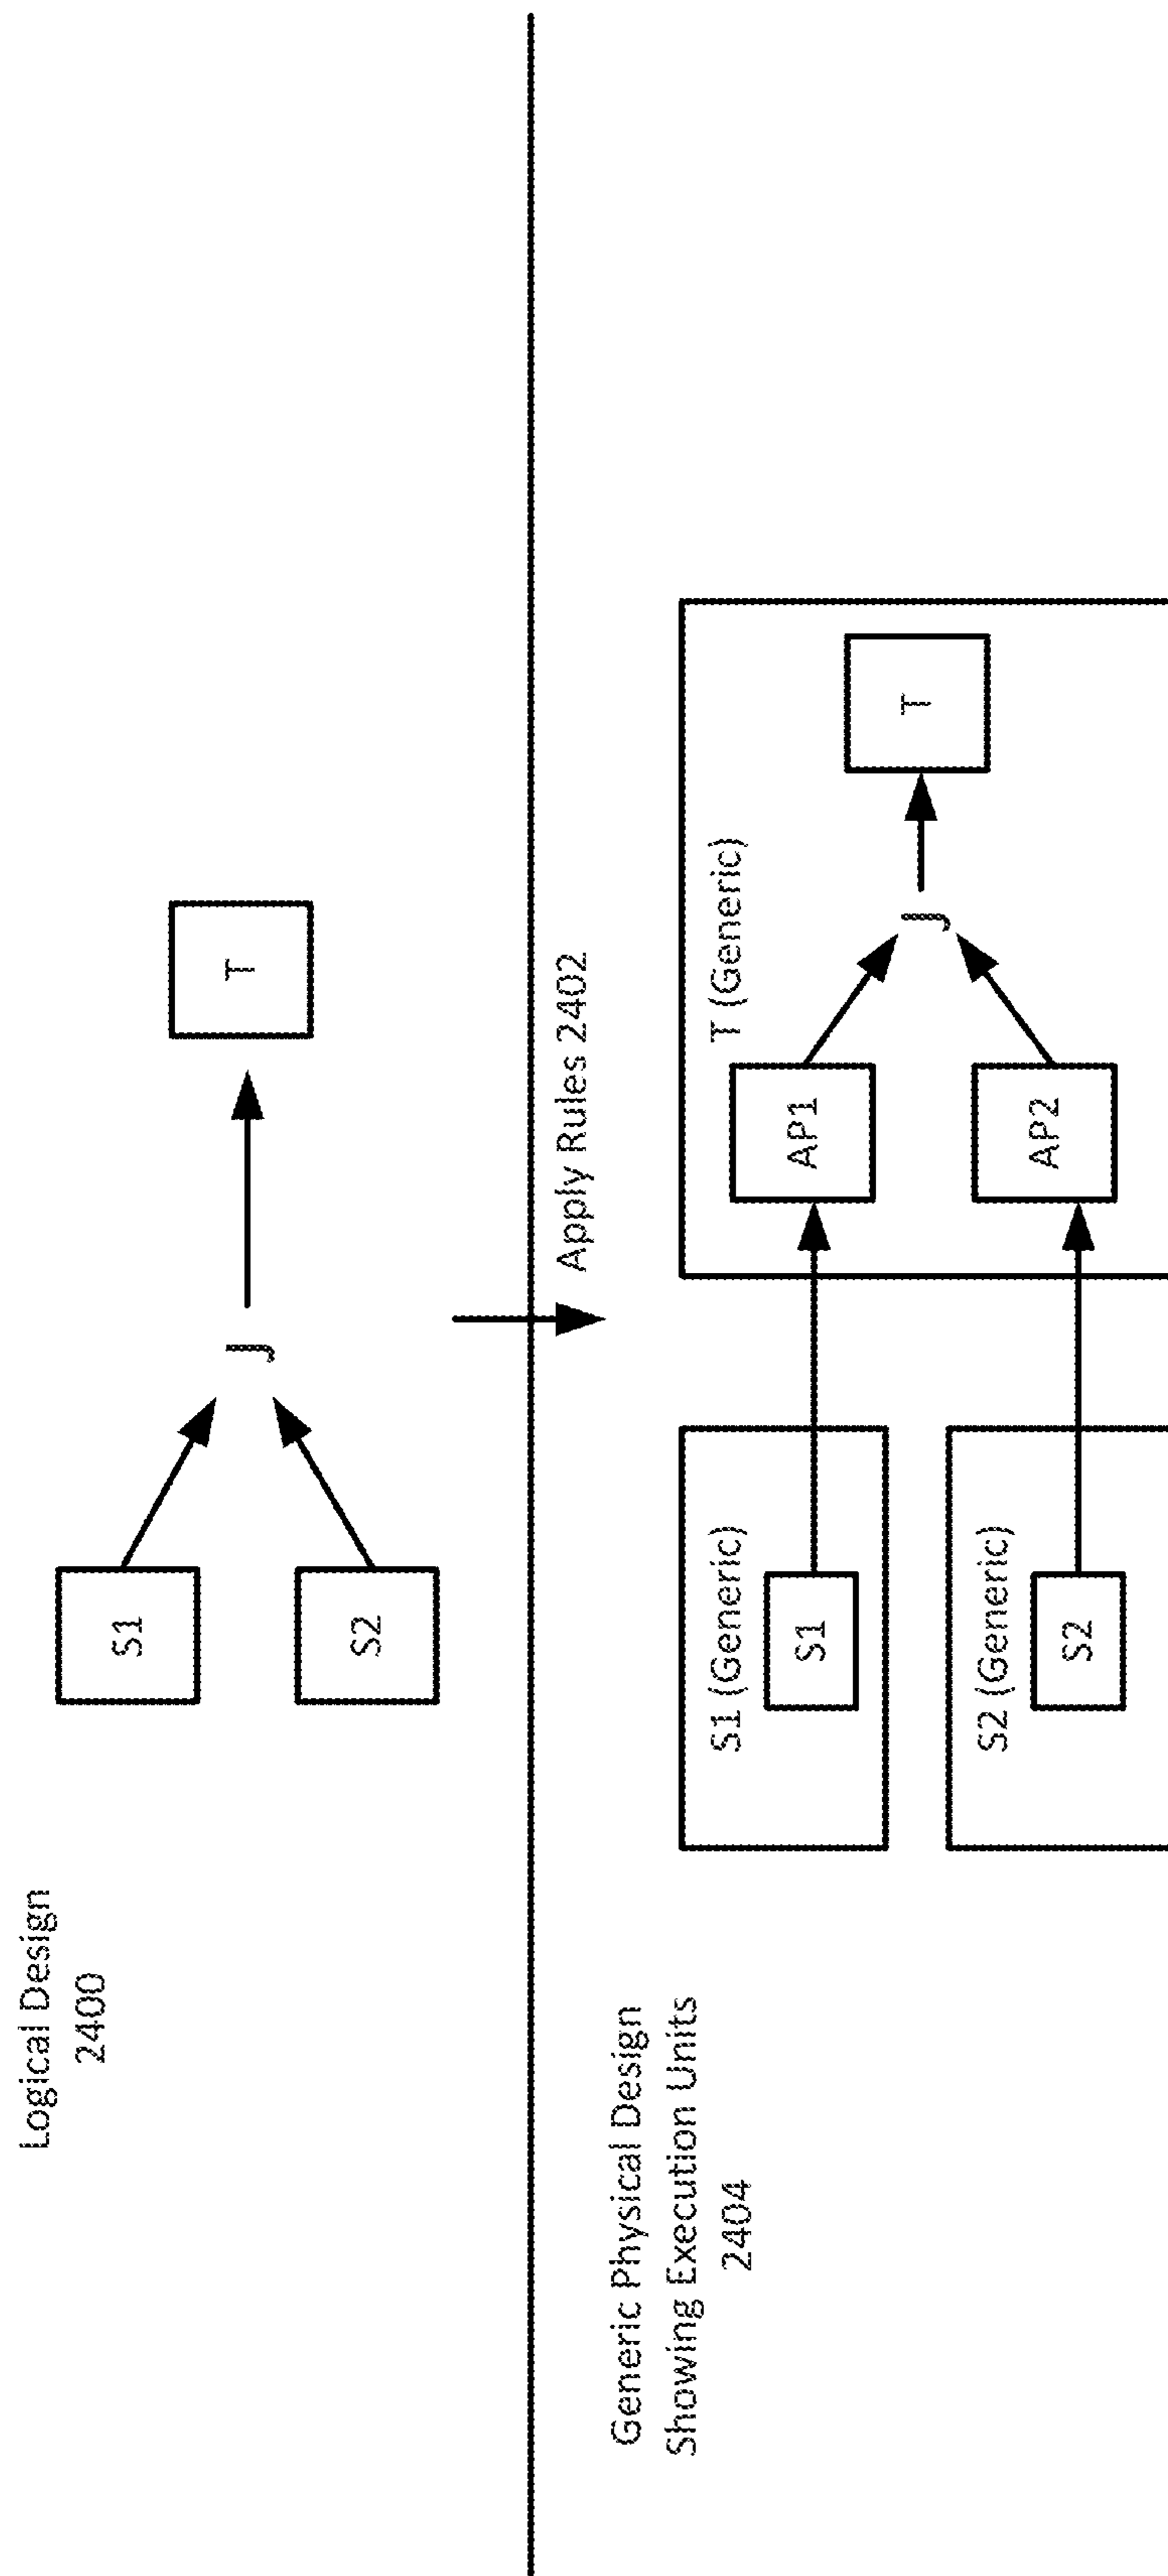 Logical Design
2400
S1
S2
J
T
Apply Rules 2402
Generic Physical Design
Showing Execution Units
2404
S1 (Generic)
S1
S2 (Generic)
S2
T (Generic)
AP1
AP2
J
T